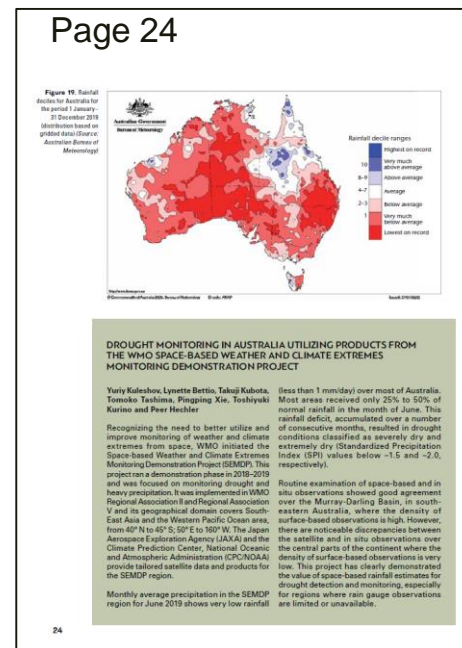 Page 24
Figure 19. Rainfall
deciles for Australia for
the period 1 January–
31 December 2019
(distribution based on
gridded data) (Source:
Australian Bureau of
Meteorology)
Australian Government
Bureau of Meteorology
Rainfall decile ranges
Highest on record
10 Very much
above average
8–9 Above average
4–7 Average
2–3 Below average
1 Very much
below average
Lowest on record
DROUGHT MONITORING IN AUSTRALIA UTILIZING PRODUCTS FROM
THE WMO SPACE-BASED WEATHER AND CLIMATE EXTREMES
MONITORING DEMONSTRATION PROJECT
Yuriy Kuleshov, Lynette Bettio, Takuji Kubota,
Tomoko Tashima, Pingping Xie, Toshiyuki
Kurino and Peer Hechler
Recognizing the need to better utilize and
improve monitoring of weather and climate
extremes from space, WMO initiated the
Space-based Weather and Climate Extremes
Monitoring Demonstration Project (SEMDP). This
project ran a demonstration phase in 2018–2019
and was focused on monitoring drought and
heavy precipitation. It was implemented in WMO
Regional Association II and Regional Association
V and its geographical domain covers South-
East Asia and the Western Pacific Ocean area,
from 40° N to 45° S; 50° E to 160° W. The Japan
Aerospace Exploration Agency (JAXA) and the
Climate Prediction Center, National Oceanic
and Atmospheric Administration (CPC/NOAA)
provide tailored satellite data and products for
the SEMDP region.
Monthly average precipitation in the SEMDP
region for June 2019 shows very low rainfall
(less than 1 mm/day) over most of Australia.
Most areas received only 25% to 50% of
normal rainfall in the month of June. This
rainfall deficit, accumulated over a number
of consecutive months, resulted in drought
conditions classified as severely dry and
extremely dry (Standardized Precipitation
Index (SPI) values below –1.5 and –2.0,
respectively).
Routine examination of space-based and in
situ observations showed good agreement
over the Murray-Darling Basin, in south-
eastern Australia, where the density of
surface-based observations is high. However,
there are noticeable discrepancies between
the satellite and in situ observations over
the central parts of the continent where the
density of surface-based observations is very
low. This project has clearly demonstrated
the value of space-based rainfall estimates for
drought detection and monitoring, especially
for regions where rain gauge observations
are limited or unavailable.
24